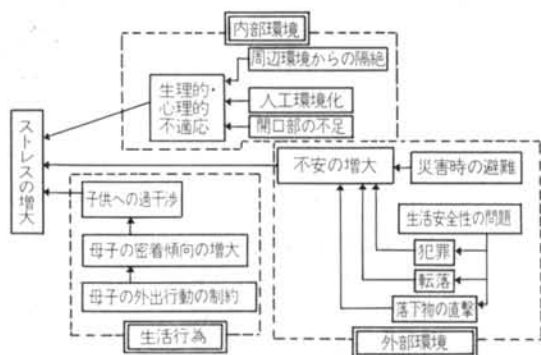 内部環境
周辺環境からの隔絶
生理的・
心理的
不適応
人工環境化
開口部の不足
ストレスの増大
不安の増大
災害時の避難
子供への過干渉
生活安全性の問題
母子の密着傾向の増大
犯罪
転落
母子の外出行動の制約
落下物の直撃
生活行為
外部環境